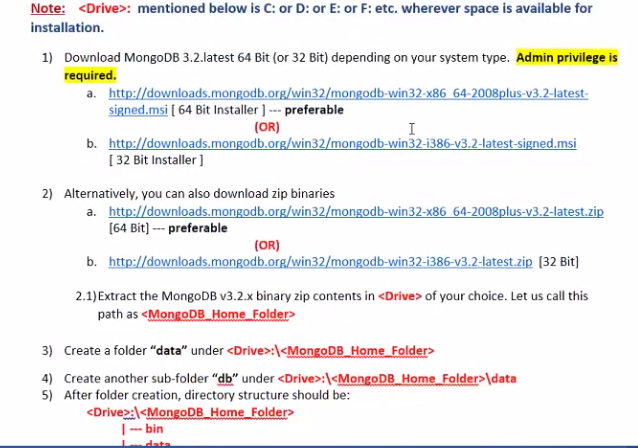 Note: <Drive>: mentioned below is C: or D: or E: or F: etc. wherever space is available for
installation.
1) Download MongoDB 3.2.latest 64 Bit (or 32 Bit) depending on your system type. Admin privilege is
required.
a. http://downloads.mongodb.org/win32/mongodb-win32-x86_64-2008plus-v3.2-latest-
signed.msi [ 64 Bit Installer ] --- preferable
(OR)
b. http://downloads.mongodb.org/win32/mongodb-win32-i386-v3.2-latest-signed.msi
[ 32 Bit Installer ]
2) Alternatively, you can also download zip binaries
a. http://downloads.mongodb.org/win32/mongodb-win32-x86_64-2008plus-v3.2-latest.zip
[64 Bit] --- preferable
(OR)
b. http://downloads.mongodb.org/win32/mongodb-win32-i386-v3.2-latest.zip [32 Bit]
2.1)Extract the MongoDB v3.2.x binary zip contents in <Drive> of your choice. Let us call this
path as <MongoDB_Home_Folder>
3) Create a folder “data” under <Drive>:\<MongoDB_Home_Folder>
4) Create another sub-folder “db” under <Drive>:\<MongoDB_Home_Folder>\data
5) After folder creation, directory structure should be:
<Drive>:\<MongoDB_Home_Folder>
| --- bin
| --- data